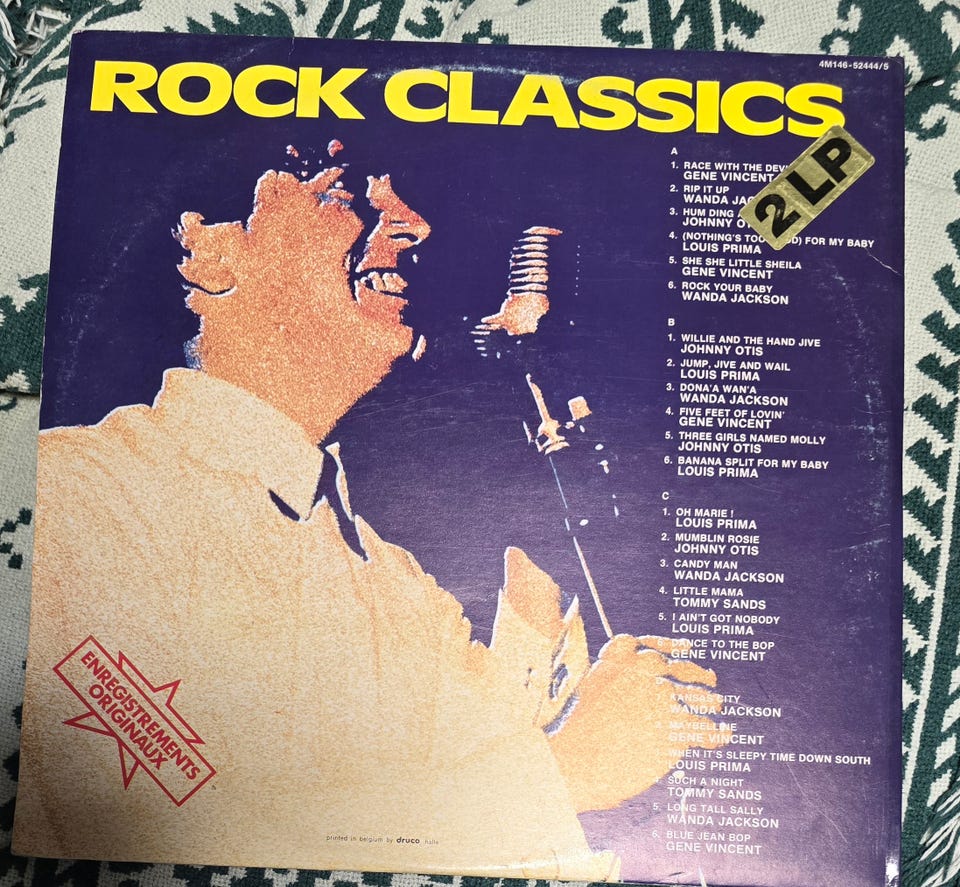 4M146-52444/5
ROCK CLASSICS
2 LP
A
1. RACE WITH THE
GENE VINCENT
2. RIP IT UP
WANDA
3. HUM DING
JOHNNY
4. (NOTHING'S FOR MY BABY
LOUIS PRIMA
5. SHE SHE LITTLE SHEILA
GENE VINCENT
6. ROCK YOUR BABY
WANDA JACKSON
B
1. WILLIE AND THE HAND JIVE
JOHNNY OTIS
2. JUMP, JIVE AND WAIL
LOUIS PRIMA
3. DONA'A WAN'A
WANDA JACKSON
4. FIVE FEET OF LOVIN'
GENE VINCENT
5. THREE GIRLS NAMED MOLLY
JOHNNY OTIS
6. BANANA SPLIT FOR MY BABY
LOUIS PRIMA
C
1. OH MARIE !
LOUIS PRIMA
2. MUMBLIN ROSIE
JOHNNY OTIS
3. CANDY MAN
WANDA JACKSON
4. LITTLE MAMA
TOMMY SANDS
5. I AIN'T GOT NOBODY
LOUIS PRIMA
DANCE TO THE BOP
GENE VINCENT
KANSAS CITY
WANDA JACKSON
MAYBELLINE
GENE VINCENT
WHEN IT'S SLEEPY TIME DOWN SOUTH
LOUIS PRIMA
SUCH A NIGHT
TOMMY SANDS
5. LONG TALL SALLY
WANDA JACKSON
6. BLUE JEAN BOP
GENE VINCENT
ENREGISTREMENTS
ORIGINAUX
printed in belgium by druco halle